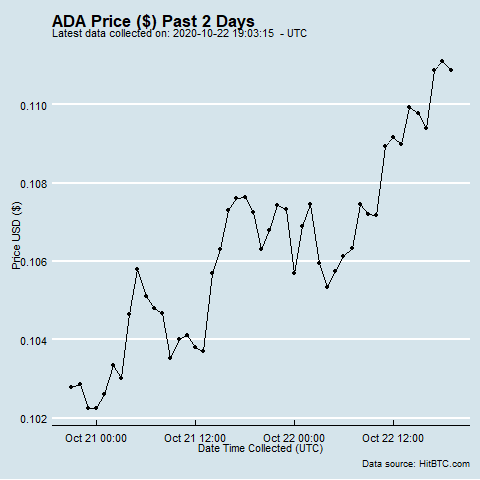 ADA Price ($) Past 2 Days
Latest data collected on: 2020-10-22 19:03:15  - UTC
Price USD ($)
0.110
0.108
0.106
0.104
0.102
Oct 21 00:00 Oct 21 12:00 Oct 22 00:00 Oct 22 12:00
Date Time Collected (UTC)
Data source: HitBTC.com